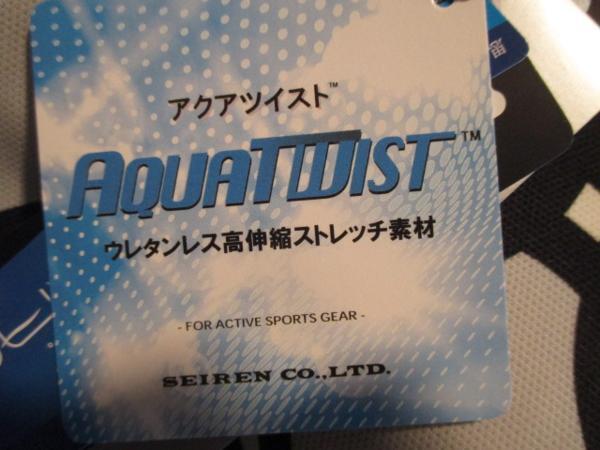 アクアツイスト™
AQUATWIST™
ウレタンレス高伸縮ストレッチ素材
- FOR ACTIVE SPORTS GEAR -
SEIREN CO.,LTD.